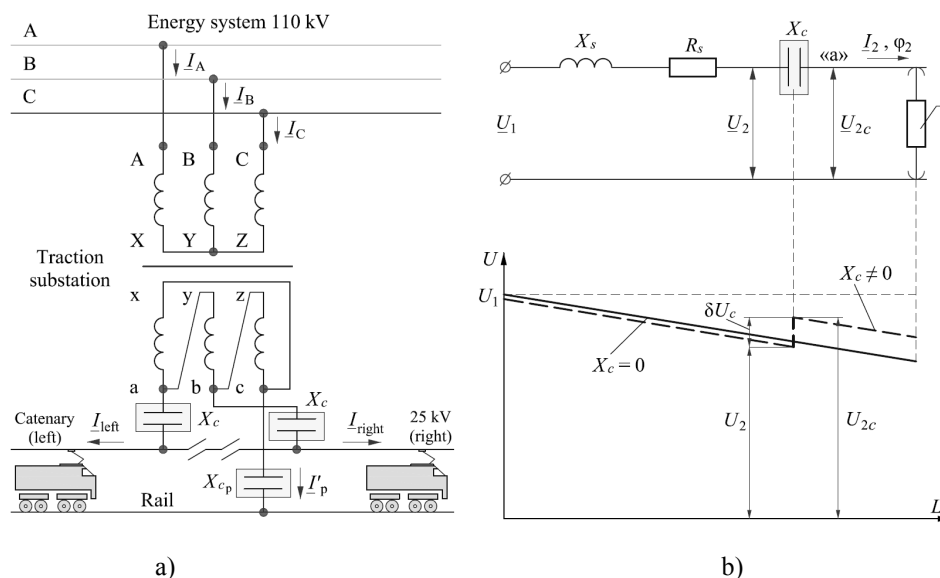 Energy system 110 kV
A
B
C
I_A
I_B
I_C
A B C
X Y Z
Traction
substation
x y z
a b c
X_c X_c
Catenary
(left)
I_left
I_right
25 kV
(right)
X_cp
I'_p
Rail
a)
X_s
R_s
X_c
«a»
I_2 , φ_2
U_1
U_2
U_2c
U
U_1
δU_c
X_c ≠ 0
X_c = 0
U_2
U_2c
L
b)